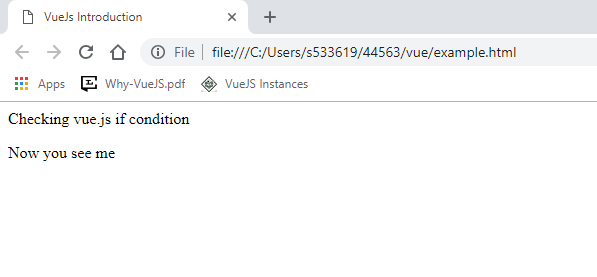 VueJs Introduction
File | file:///C:/Users/s533619/44563/vue/example.html
Apps Why-VueJS.pdf VueJS Instances
Checking vue.js if condition
Now you see me